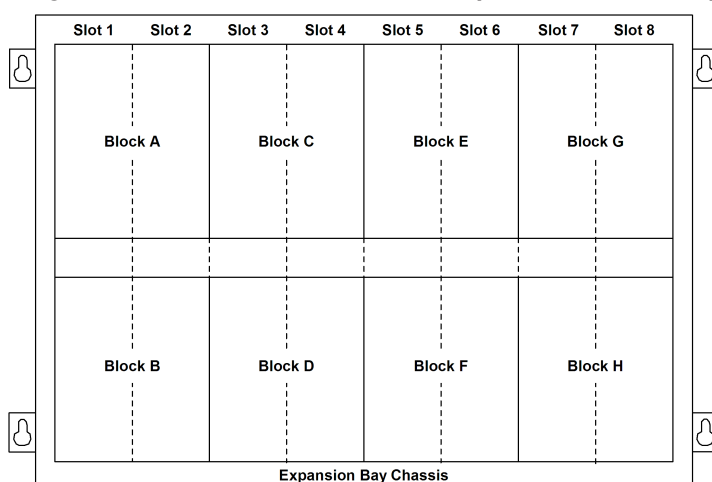 Slot 1 Slot 2 Slot 3 Slot 4 Slot 5 Slot 6 Slot 7 Slot 8
Block A Block C Block E Block G
Block B Block D Block F Block H
Expansion Bay Chassis